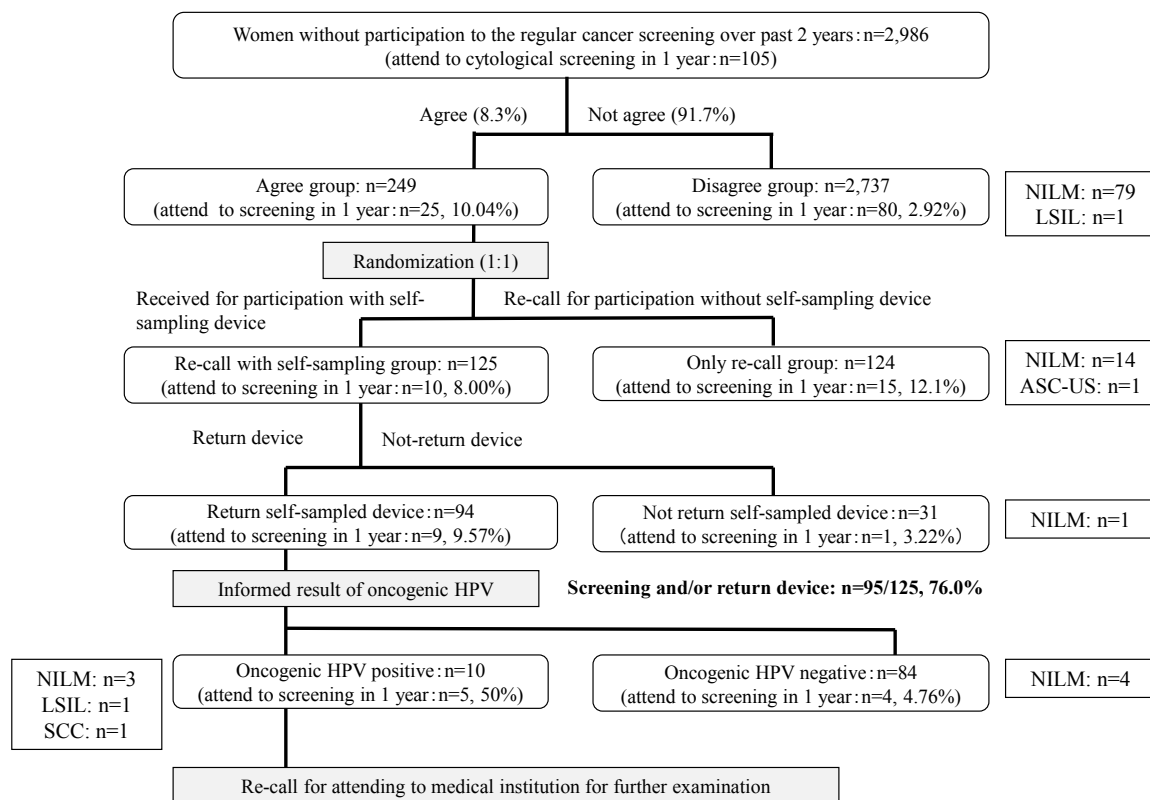 Women without participation to the regular cancer screening over past 2 years：n=2,986
(attend to cytological screening in 1 year：n=105)
Agree (8.3%)
Not agree (91.7%)
Agree group: n=249
(attend to screening in 1 year：n=25, 10.04%)
Disagree group: n=2,737
(attend to screening in 1 year：n=80, 2.92%)
NILM: n=79
LSIL: n=1
Randomization (1:1)
Received for participation with self-
sampling device
Re-call for participation without self-sampling device
Re-call with self-sampling group: n=125
(attend to screening in 1 year：n=10, 8.00%)
Only re-call group: n=124
(attend to screening in 1 year：n=15, 12.1%)
NILM: n=14
ASC-US: n=1
Return device
Not-return device
Return self-sampled device：n=94
(attend to screening in 1 year：n=9, 9.57%)
Not return self-sampled device：n=31
（attend to screening in 1 year：n=1, 3.22%）
NILM: n=1
Informed result of oncogenic HPV
Screening and/or return device: n=95/125, 76.0%
NILM: n=3
LSIL: n=1
SCC: n=1
Oncogenic HPV positive：n=10
(attend to screening in 1 year：n=5, 50%)
Oncogenic HPV negative：n=84
(attend to screening in 1 year：n=4, 4.76%)
NILM: n=4
Re-call for attending to medical institution for further examination